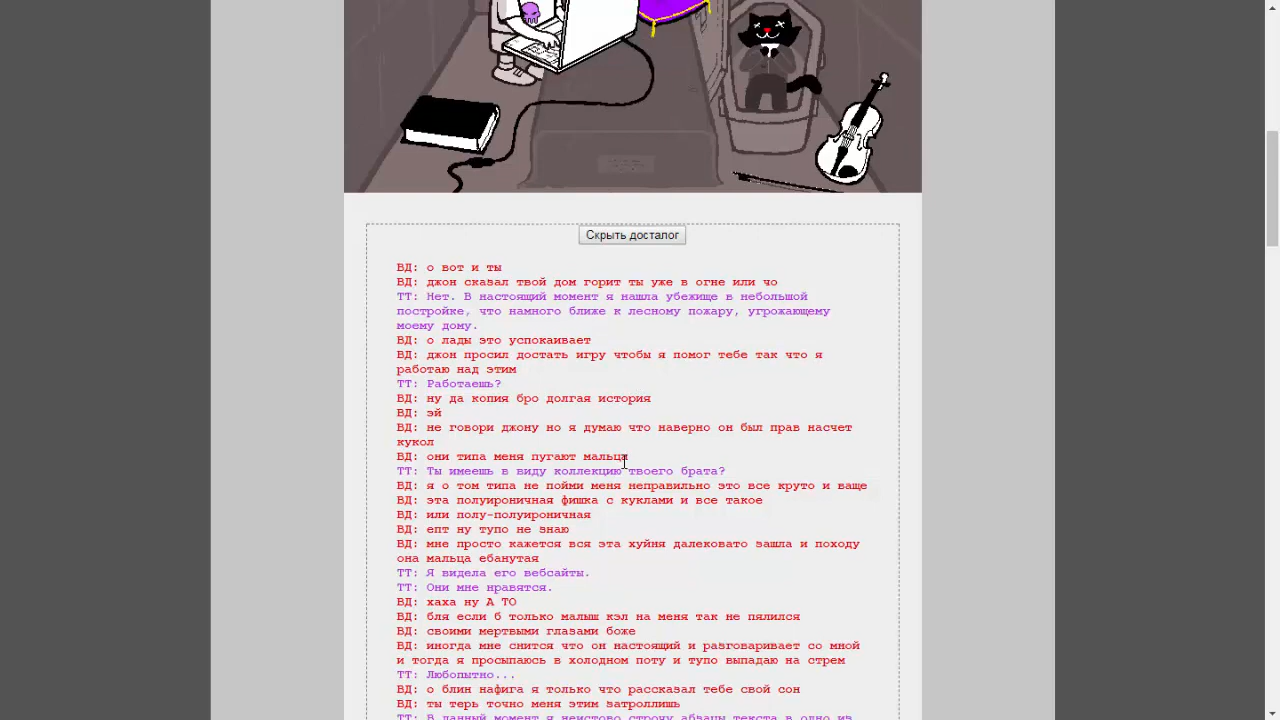 Скрыть досталог
ВД: о вот и ты
ВД: джон сказал твой дом горит ты уже в огне или чо
ТТ: Нет. В настоящий момент я нашла убежище в небольшой
постройке, что намного ближе к лесному пожару, угрожающему
моему дому.
ВД: о лады это успокаивает
ВД: джон просил достать игру чтобы я помог тебе так что я
работаю над этим
ТТ: Работаешь?
ВД: ну да копия бро долгая история
ВД: эй
ВД: не говори джону но я думаю что наверно он был прав насчет
кукол
ВД: они типа меня пугают мальца
ТТ: Ты имеешь в виду коллекцию твоего брата?
ВД: я о том типа не пойми меня неправильно это все круто и ваще
ВД: эта полуироничная фишка с куклами и все такое
ВД: или полу-полуироничная
ВД: епт ну тупо не знаю
ВД: мне просто кажется вся эта хуйня далековато зашла и походу
она мальца ебанутая
ТТ: Я видела его вебсайты.
ТТ: Они мне нравятся.
ВД: хаха ну А ТО
ВД: бля если б только малыш кэл на меня так не пялился
ВД: своими мертвыми глазами боже
ВД: иногда мне снится что он настоящий и разговаривает со мной
и тогда я просыпаюсь в холодном поту и тупо выпадаю на стрем
ТТ: Любопытно...
ВД: о блин нафига я только что рассказал тебе свой сон
ВД: ты терь точно меня этим затроллишь
ТТ: В данный момент я неистово строчу абзацы текста в одно из